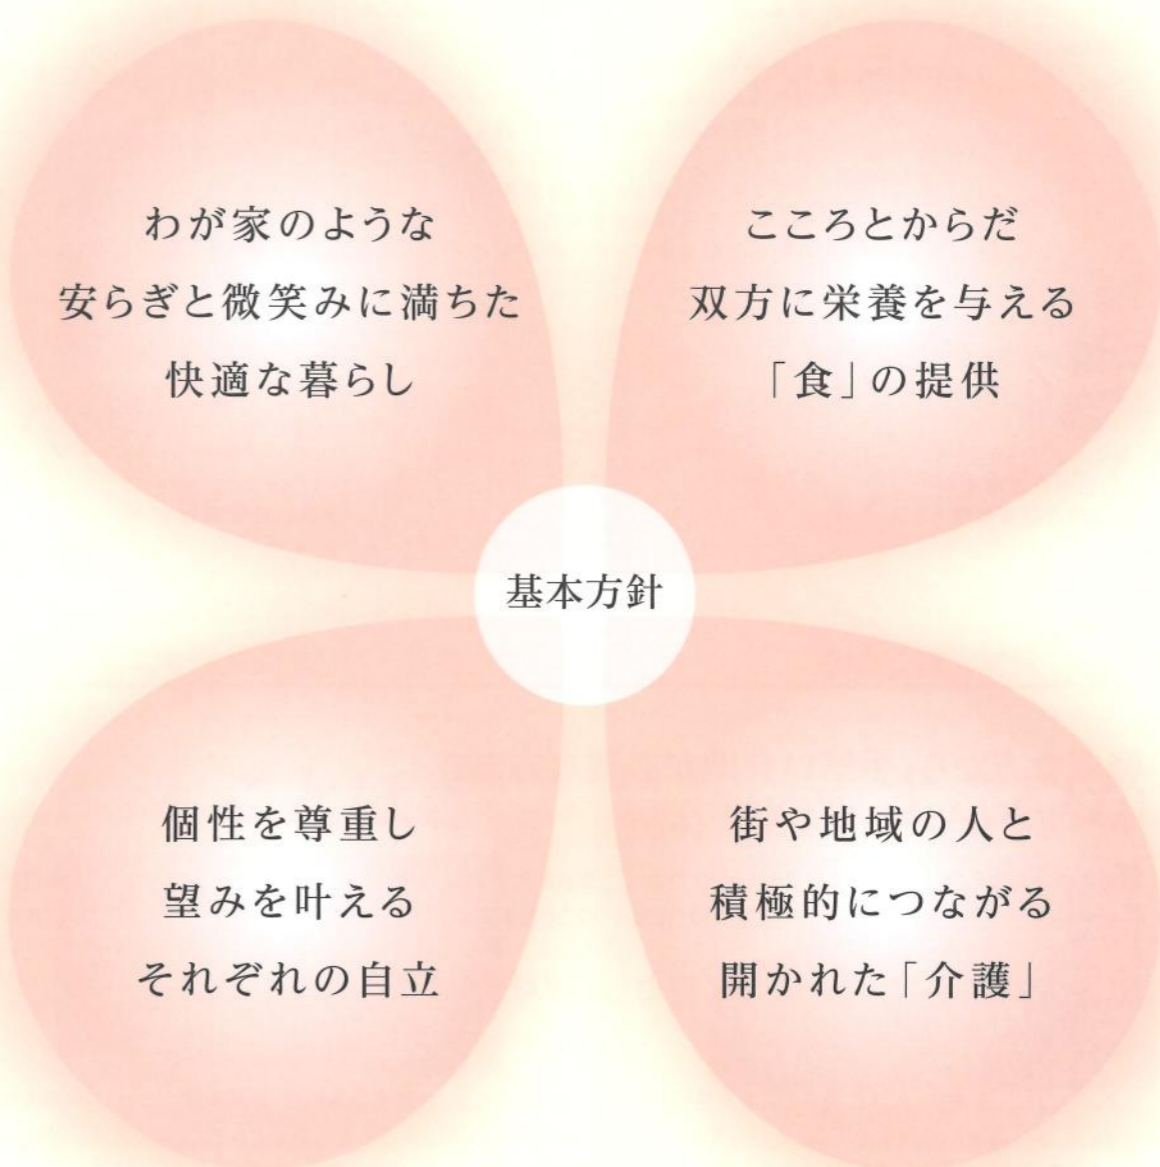 わが家のような
安らぎと微笑みに満ちた
快適な暮らし
こころとからだ
双方に栄養を与える
「食」の提供
基本方針
個性を尊重し
望みを叶える
それぞれの自立
街や地域の人と
積極的につながる
開かれた「介護」